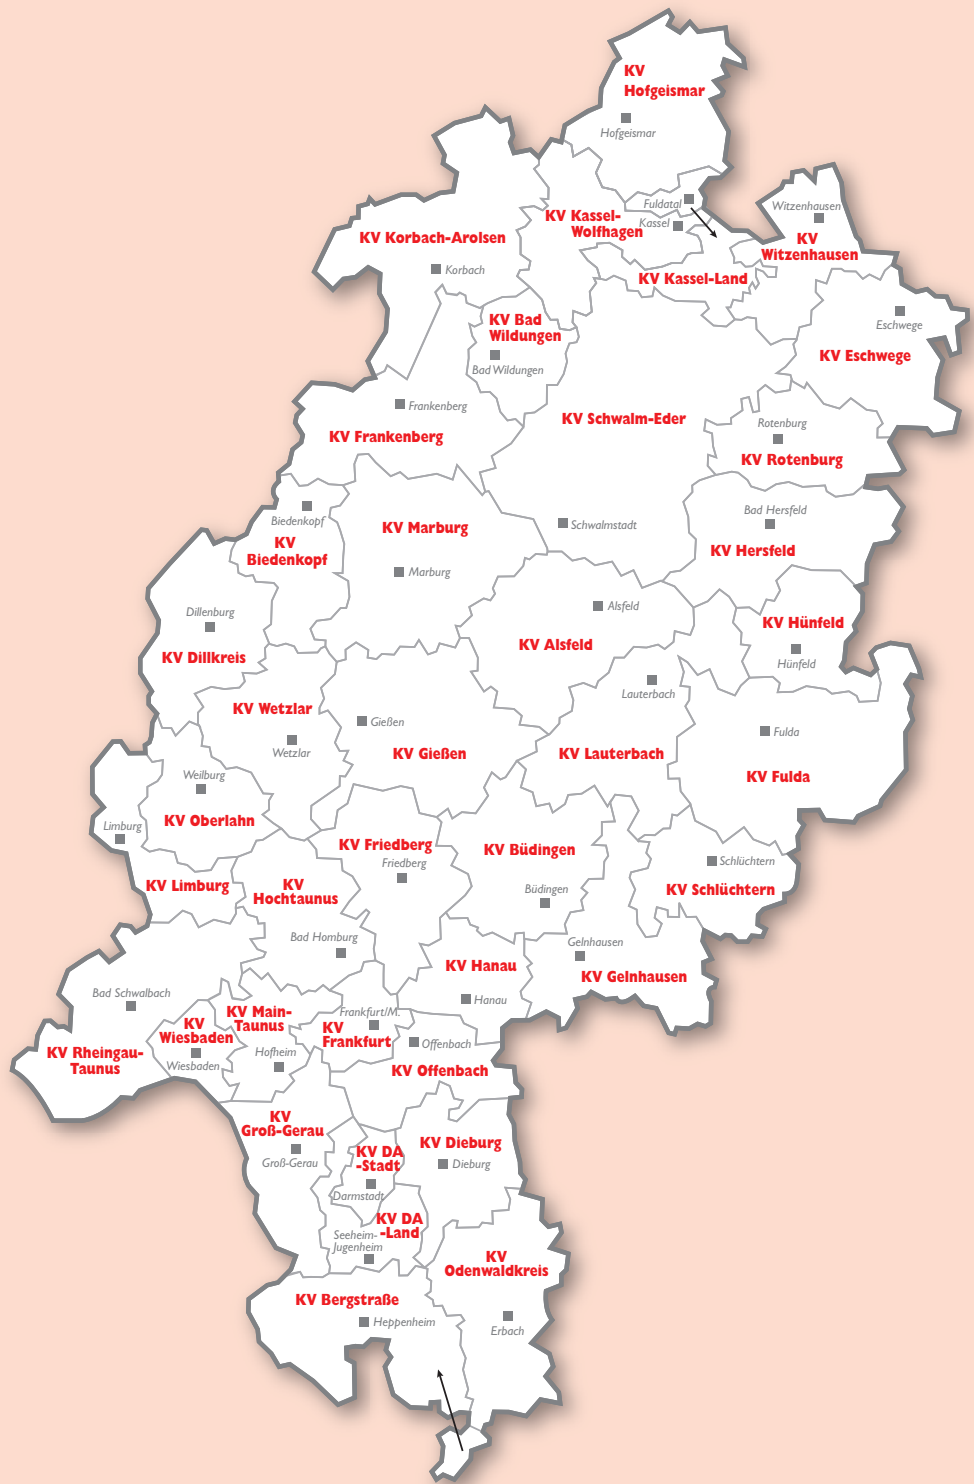 KV
Hofgeismar
Hofgeismar
Fuldatal
Kassel
KV Kassel-
Wolfhagen
Witzenhausen
KV
Witzenhausen
KV Korbach-Arolsen
Korbach
KV Kassel-Land
KV Bad
Wildungen
Bad Wildungen
Eschwege
KV Eschwege
Frankenberg
KV Frankenberg
KV Schwalm-Eder
Schwalmstadt
Rotenburg
KV Rotenburg
Biedenkopf
KV
Biedenkopf
KV Marburg
Marburg
Bad Hersfeld
KV Hersfeld
Dillenburg
KV Dillkreis
Alsfeld
KV Alsfeld
KV Hünfeld
Hünfeld
KV Wetzlar
Wetzlar
Gießen
KV Gießen
Lauterbach
KV Lauterbach
Fulda
KV Fulda
Weilburg
KV Oberlahn
Limburg
KV Limburg
KV Friedberg
Friedberg
KV Büdingen
Büdingen
Schlüchtern
KV Schlüchtern
KV
Hochtaunus
Bad Homburg
KV Hanau
Hanau
Gelnhausen
KV Gelnhausen
Bad Schwalbach
KV Rheingau-
Taunus
KV
Wiesbaden
Wiesbaden
KV Main-
Taunus
Hofheim
Frankfurt/M.
KV
Frankfurt
Offenbach
KV Offenbach
KV
Groß-Gerau
Groß-Gerau
KV DA
-Stadt
Darmstadt
KV Dieburg
Dieburg
KV DA
-Land
Seeheim-
Jugenheim
KV
Odenwaldkreis
Erbach
KV Bergstraße
Heppenheim